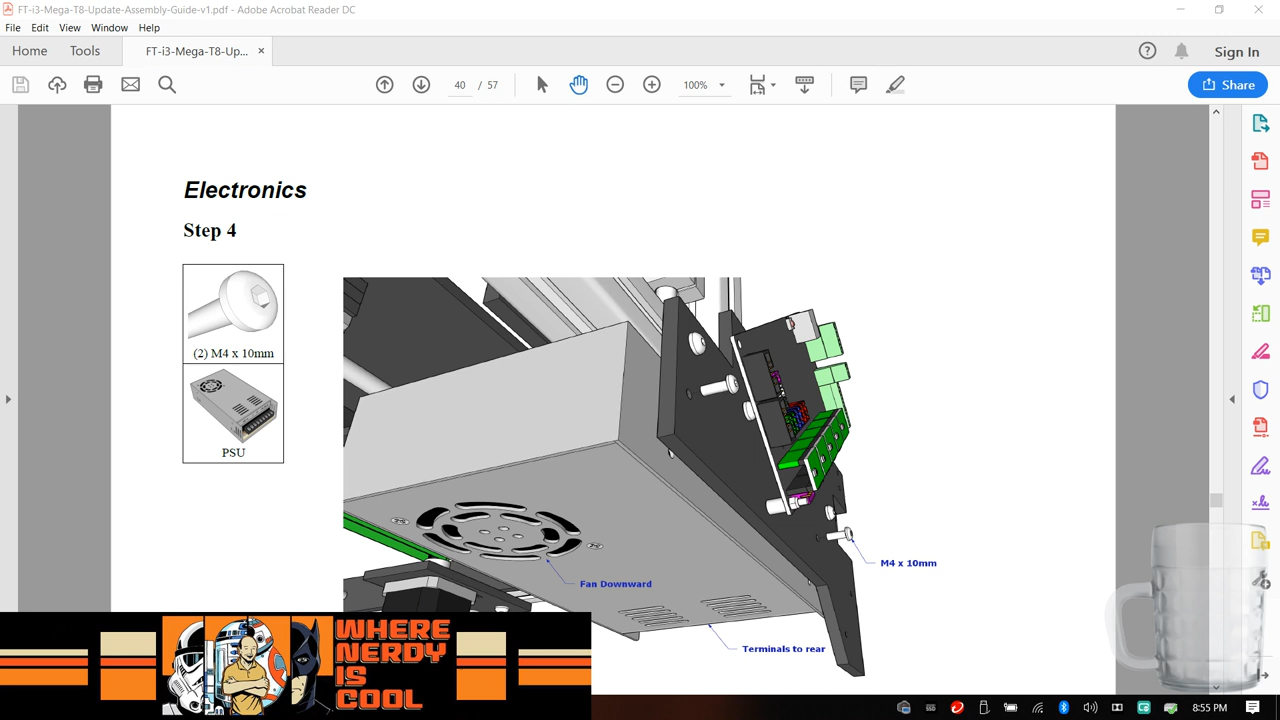 FT-i3-Mega-T8-Update-Assembly-Guide-v1.pdf - Adobe Acrobat Reader DC
File Edit View Window Help
Home Tools FT-i3-Mega-T8-Up... × Sign In
40 / 57 100% Share
Electronics
Step 4
(2) M4 x 10mm
PSU
M4 x 10mm
Fan Downward
Terminals to rear
WHERE
NERDY
IS
COOL
8:55 PM